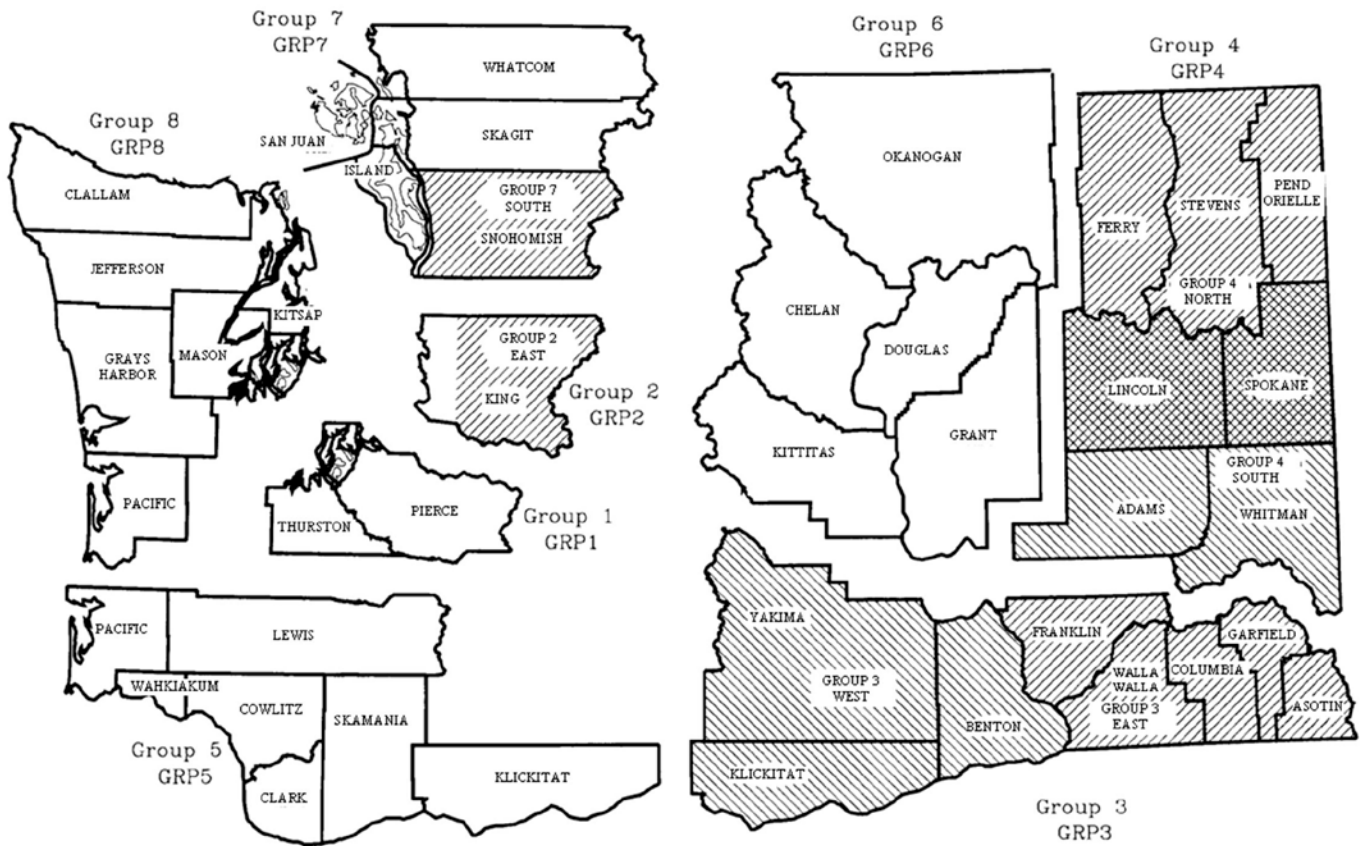 Group 7
GRP7
WHATCOM
SAN JUAN
SKAGIT
ISLAND
GROUP 7
SOUTH
SNOHOMISH
Group 8
GRP8
CLALLAM
JEFFERSON
KITSAP
MASON
GRAYS
HARBOR
PACIFIC
GROUP 2
EAST
KING
Group 2
GRP2
THURSTON
PIERCE
Group 1
GRP1
PACIFIC
LEWIS
WAHKIAKUM
COWLITZ
SKAMANIA
CLARK
KLICKITAT
Group 5
GRP5
Group 6
GRP6
OKANOGAN
CHELAN
DOUGLAS
KITTITAS
GRANT
Group 4
GRP4
FERRY
STEVENS
PEND
ORIELLE
GROUP 4
NORTH
LINCOLN
SPOKANE
GROUP 4
SOUTH
ADAMS
WHITMAN
YAKIMA
GROUP 3
WEST
KLICKITAT
BENTON
FRANKLIN
WALLA
WALLA
GROUP 3
EAST
COLUMBIA
GARFIELD
ASOTIN
Group 3
GRP3